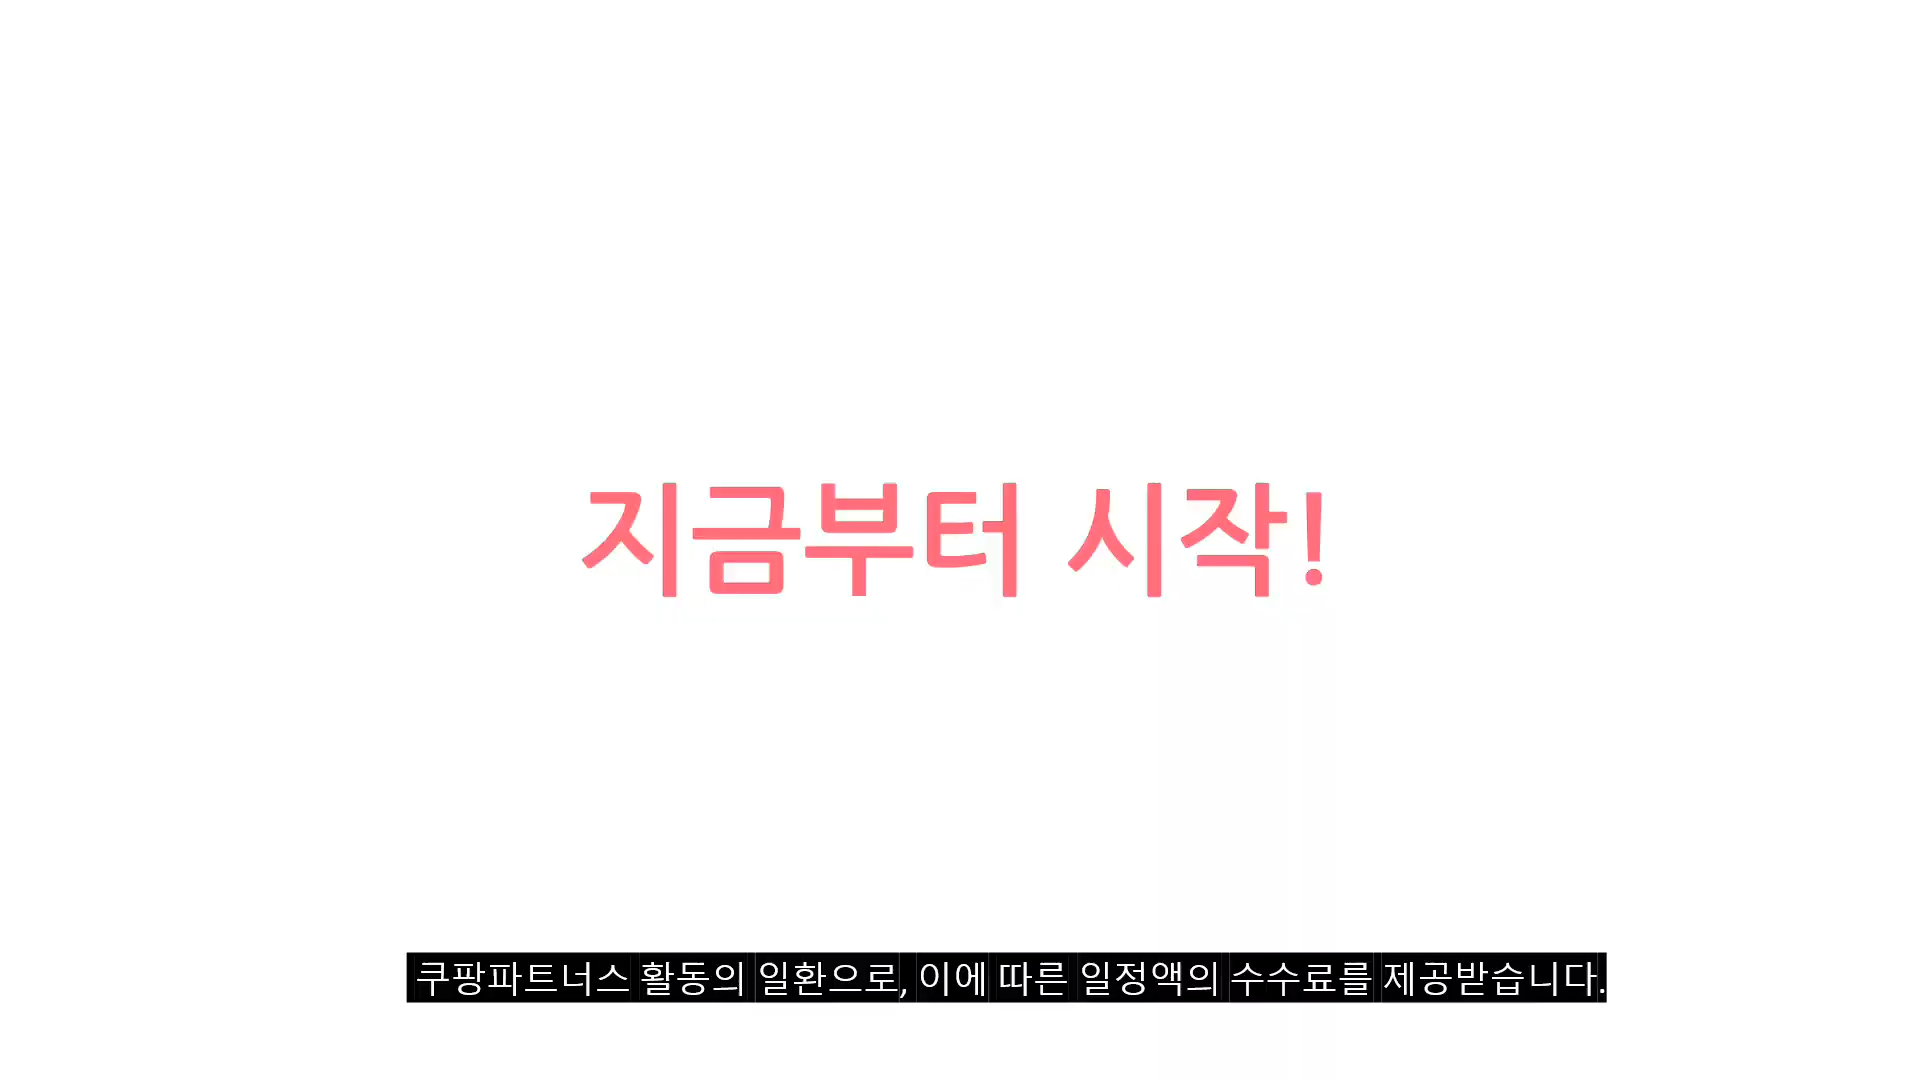 지금부터 시작!
쿠팡파트너스 활동의 일환으로, 이에 따른 일정액의 수수료를 제공받습니다.